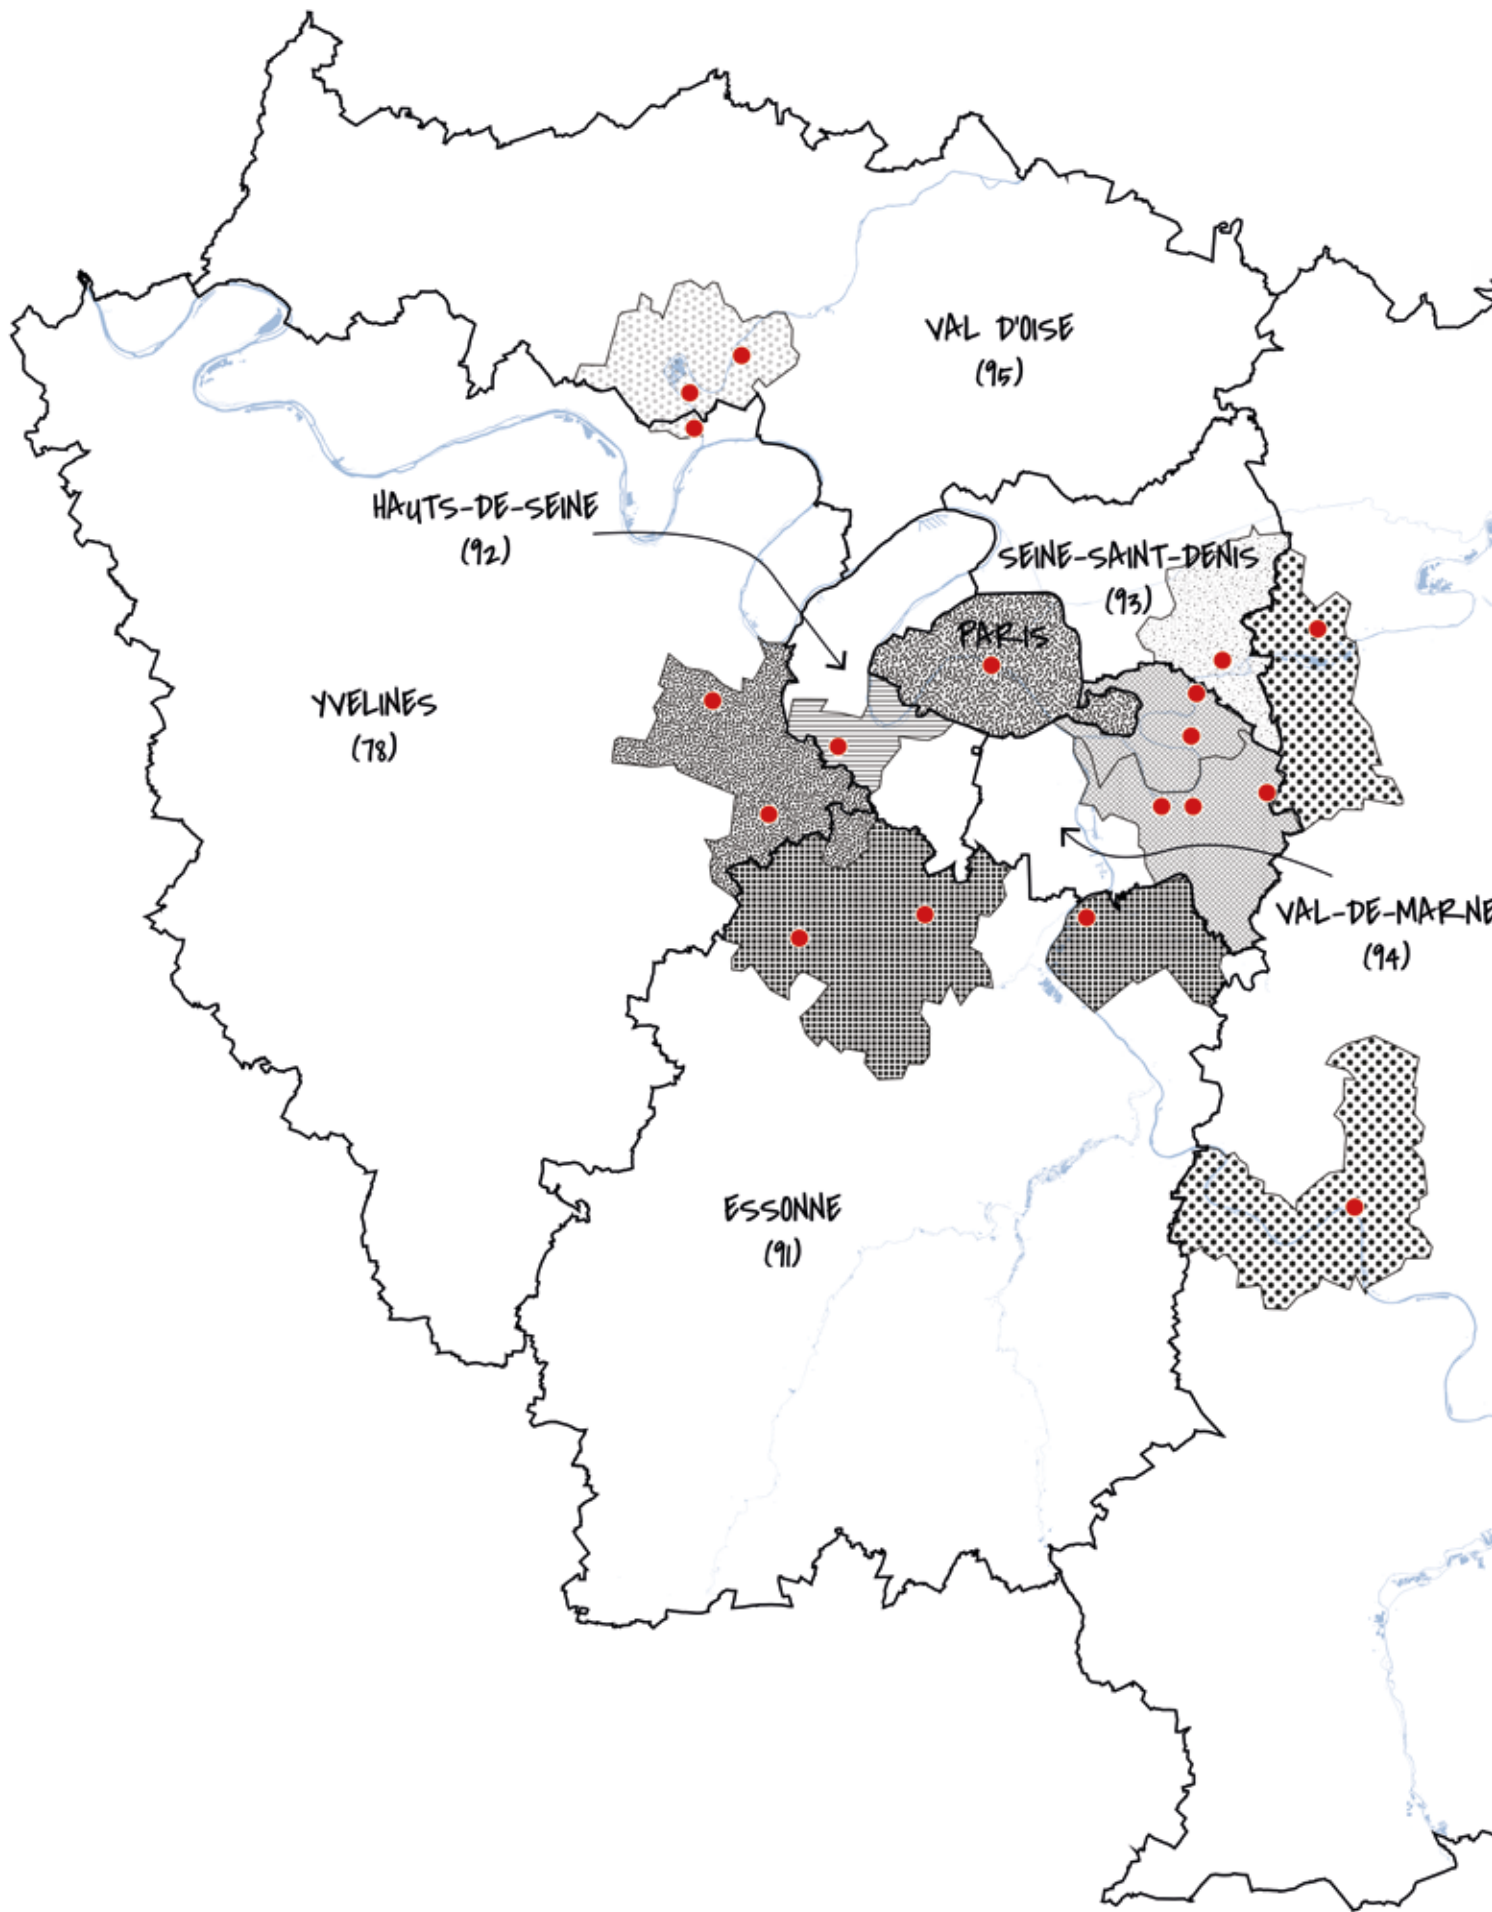 VAL D'OISE
(95)
HAUTS-DE-SEINE
(92)
SEINE-SAINT-DENIS
(93)
PARIS
YVELINES
(78)
VAL-DE-MARNE
(94)
ESSONNE
(91)